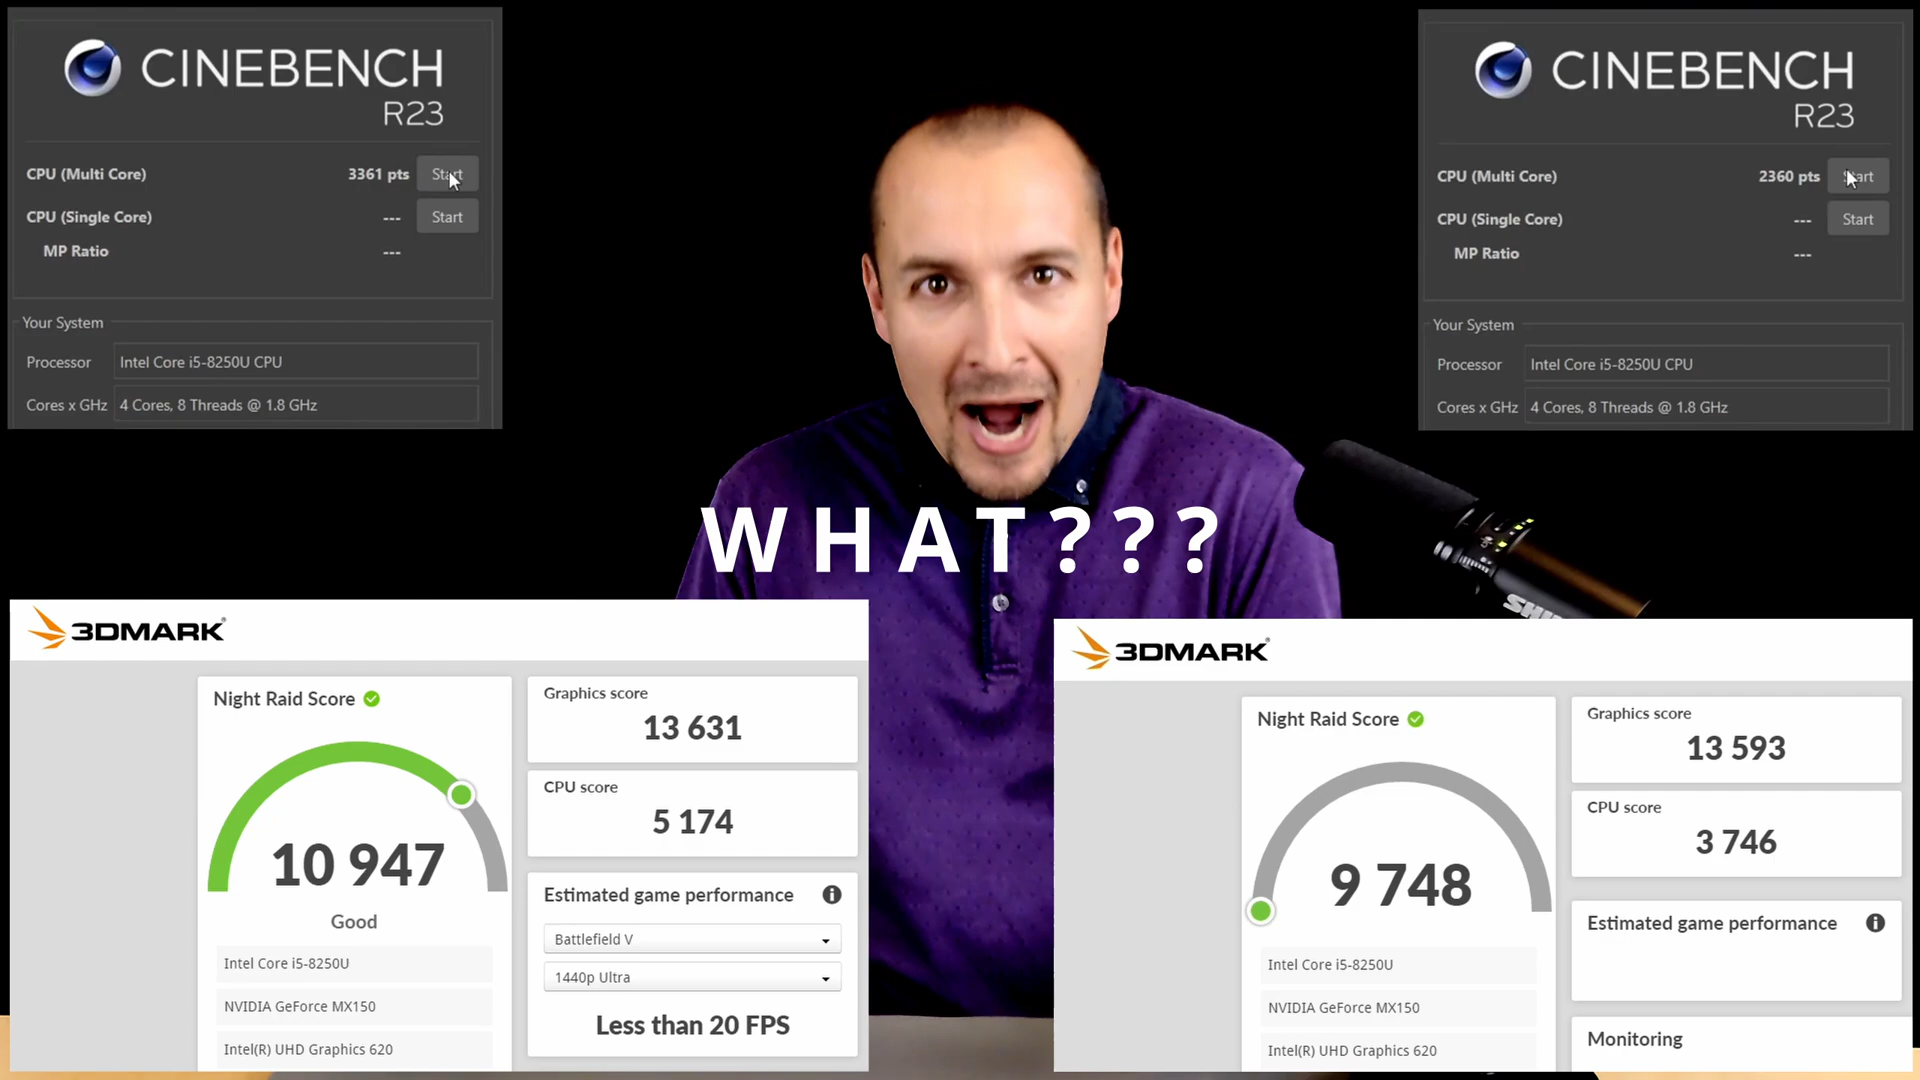 CINEBENCH
R23
CPU (Multi Core) 3361 pts Start
CPU (Single Core) --- Start
MP Ratio ---
Your System
Processor Intel Core i5-8250U CPU
Cores x GHz 4 Cores, 8 Threads @ 1.8 GHz
CINEBENCH
R23
CPU (Multi Core) 2360 pts Start
CPU (Single Core) --- Start
MP Ratio ---
Your System
Processor Intel Core i5-8250U CPU
Cores x GHz 4 Cores, 8 Threads @ 1.8 GHz
WHAT???
3DMARK
Night Raid Score
10 947
Good
Intel Core i5-8250U
NVIDIA GeForce MX150
Intel(R) UHD Graphics 620
Graphics score
13 631
CPU score
5 174
Estimated game performance
Battlefield V
1440p Ultra
Less than 20 FPS
3DMARK
Night Raid Score
9 748
Intel Core i5-8250U
NVIDIA GeForce MX150
Intel(R) UHD Graphics 620
Graphics score
13 593
CPU score
3 746
Estimated game performance
Monitoring